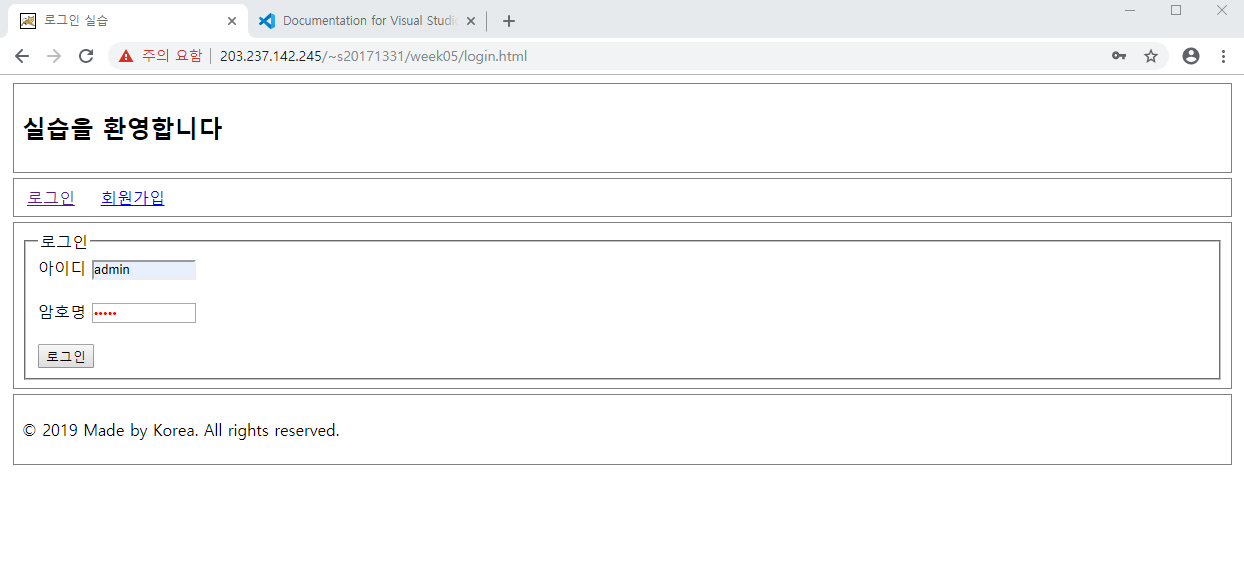 로그인 실습
Documentation for Visual Studi
주의 요함 203.237.142.245/~s20171331/week05/login.html
실습을 환영합니다
로그인 회원가입
로그인
아이디 admin
암호명 •••••
로그인
© 2019 Made by Korea. All rights reserved.